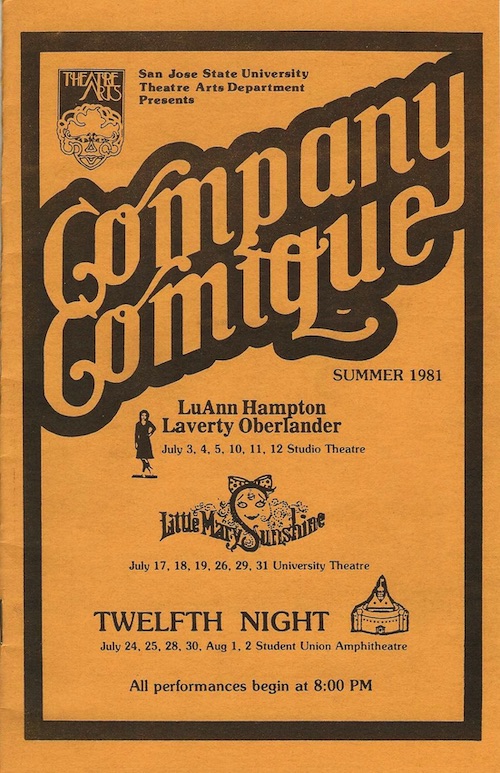 THEATRE
ARTS
San Jose State University
Theatre Arts Department
Presents
Company
Comique
SUMMER 1981
LuAnn Hampton
Laverty Oberlander
July 3, 4, 5, 10, 11, 12 Studio Theatre
Little Mary Sunshine
July 17, 18, 19, 26, 29, 31 University Theatre
TWELFTH NIGHT
July 24, 25, 28, 30, Aug 1, 2 Student Union Amphitheatre
All performances begin at 8:00 PM